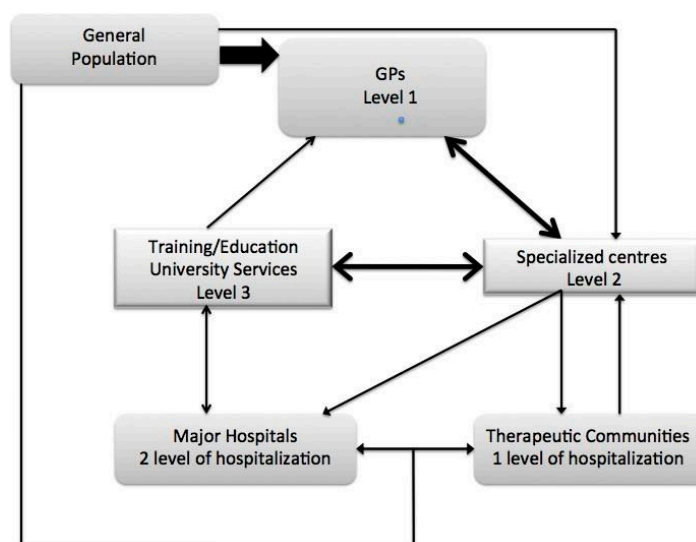 General
Population
GPs
Level 1
Training/Education
University Services
Level 3
Specialized centres
Level 2
Major Hospitals
2 level of hospitalization
Therapeutic Communities
1 level of hospitalization